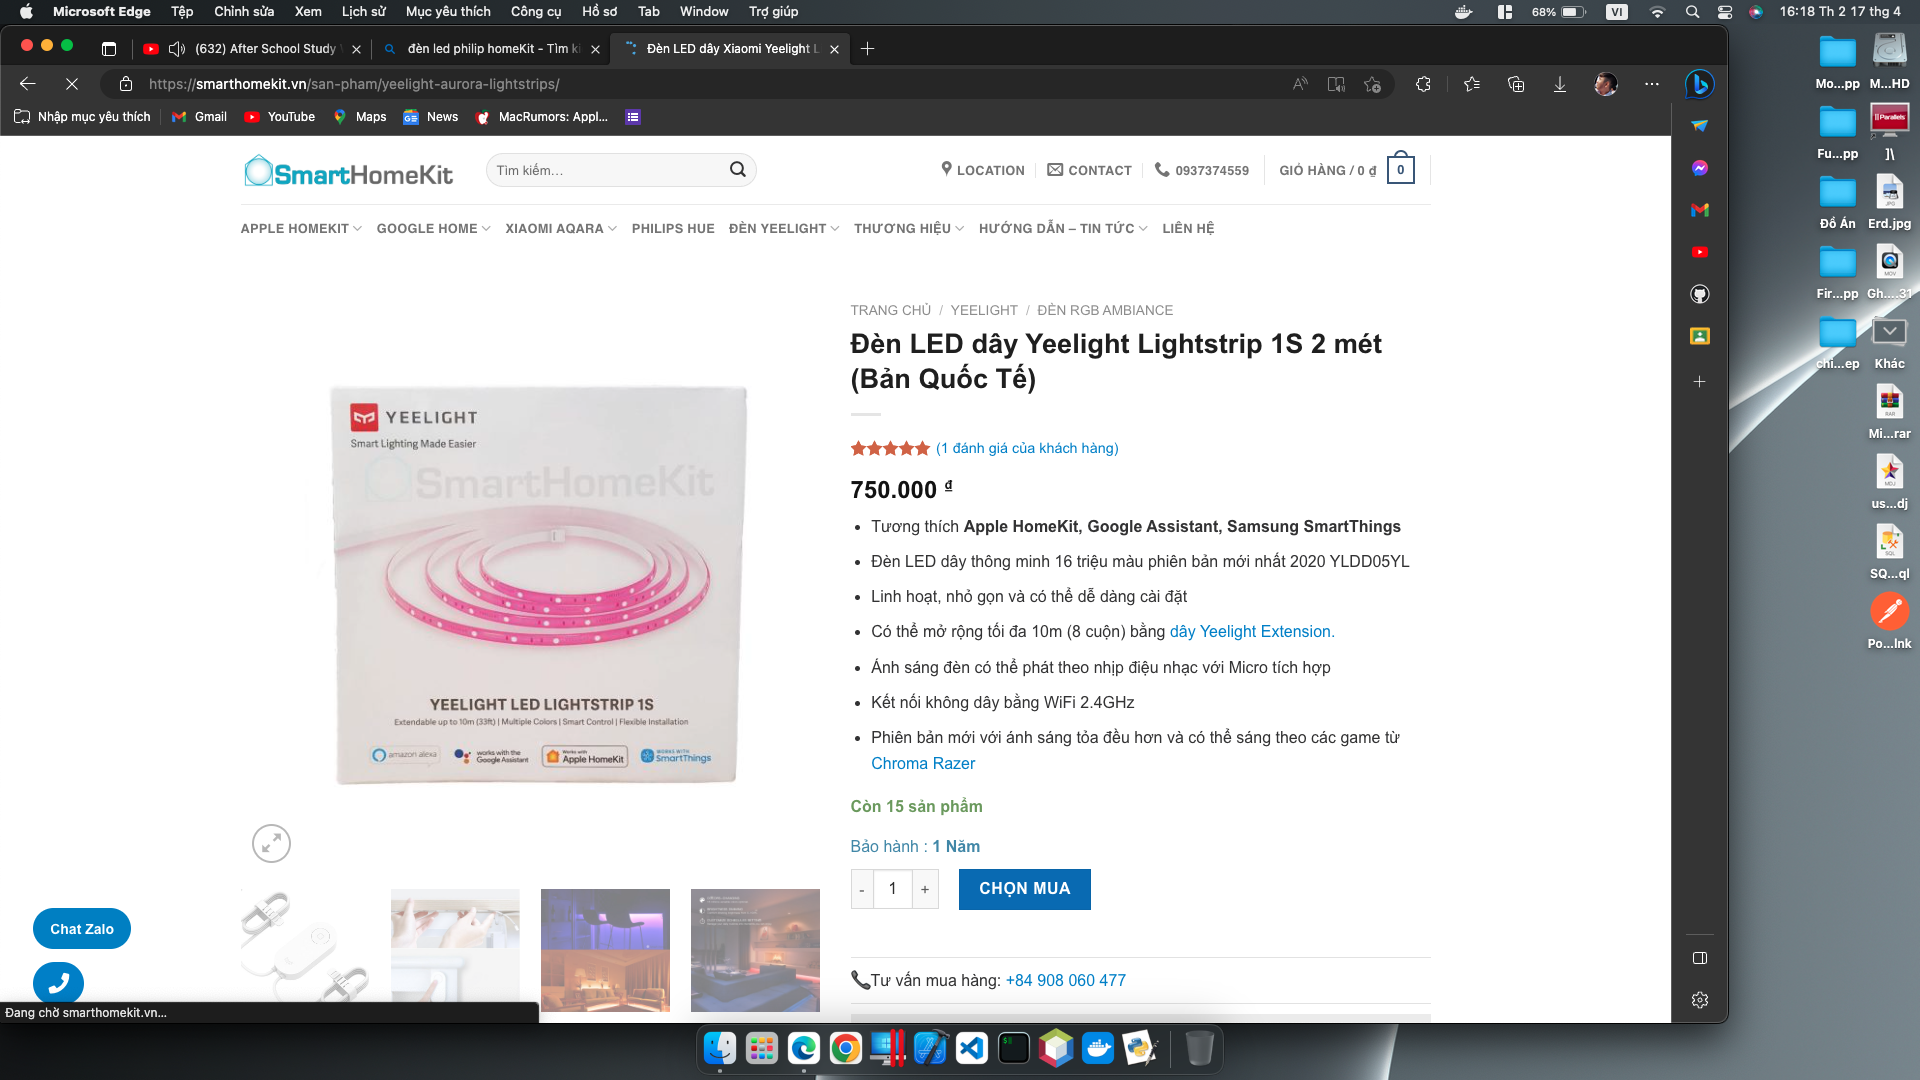 Microsoft Edge Tệp Chỉnh sửa Xem Lịch sử Mục yêu thích Công cụ Hồ sơ Tab Window Trợ giúp 68% VI 16:18 Th 2 17 thg 4
(632) After School Study
đèn led philip homeKit - Tìm ki
Đèn LED dây Xiaomi Yeelight L
https://smarthomekit.vn/san-pham/yeelight-aurora-lightstrips/
Nhập mục yêu thích Gmail YouTube Maps News MacRumors: Appl...
SmartHomeKit
Tìm kiếm...
LOCATION CONTACT 0937374559 GIỎ HÀNG / 0 ₫ 0
APPLE HOMEKIT GOOGLE HOME XIAOMI AQARA PHILIPS HUE ĐÈN YEELIGHT THƯƠNG HIỆU HƯỚNG DẪN – TIN TỨC LIÊN HỆ
TRANG CHỦ / YEELIGHT / ĐÈN RGB AMBIANCE
Đèn LED dây Yeelight Lightstrip 1S 2 mét
(Bản Quốc Tế)
(1 đánh giá của khách hàng)
750.000 ₫
Tương thích Apple HomeKit, Google Assistant, Samsung SmartThings
Đèn LED dây thông minh 16 triệu màu phiên bản mới nhất 2020 YLDD05YL
Linh hoạt, nhỏ gọn và có thể dễ dàng cài đặt
Có thể mở rộng tối đa 10m (8 cuộn) bằng dây Yeelight Extension.
Ánh sáng đèn có thể phát theo nhịp điệu nhạc với Micro tích hợp
Kết nối không dây bằng WiFi 2.4GHz
Phiên bản mới với ánh sáng tỏa đều hơn và có thể sáng theo các game từ
Chroma Razer
Còn 15 sản phẩm
Bảo hành : 1 Năm
- 1 + CHỌN MUA
Tư vấn mua hàng: +84 908 060 477
YEELIGHT
Smart Lighting Made Easier
SmartHomeKit
YEELIGHT LED LIGHTSTRIP 1S
Extendable up to 10m (33ft) | Multiple Colors | Smart Control | Flexible Installation
amazon alexa
works with the
Google Assistant
Works with
Apple HomeKit
WORKS WITH
SmartThings
Chat Zalo
Đang chờ smarthomekit.vn...
Mo...pp
M...HD
Parallels
Fu...pp
]\
JPG
Đồ Án
Erd.jpg
MOV
Fir...pp
Gh....31
chi...ep
Khác
RAR
Mi...rar
MDJ
us...dj
SQL
SQ...ql
Po...lnk